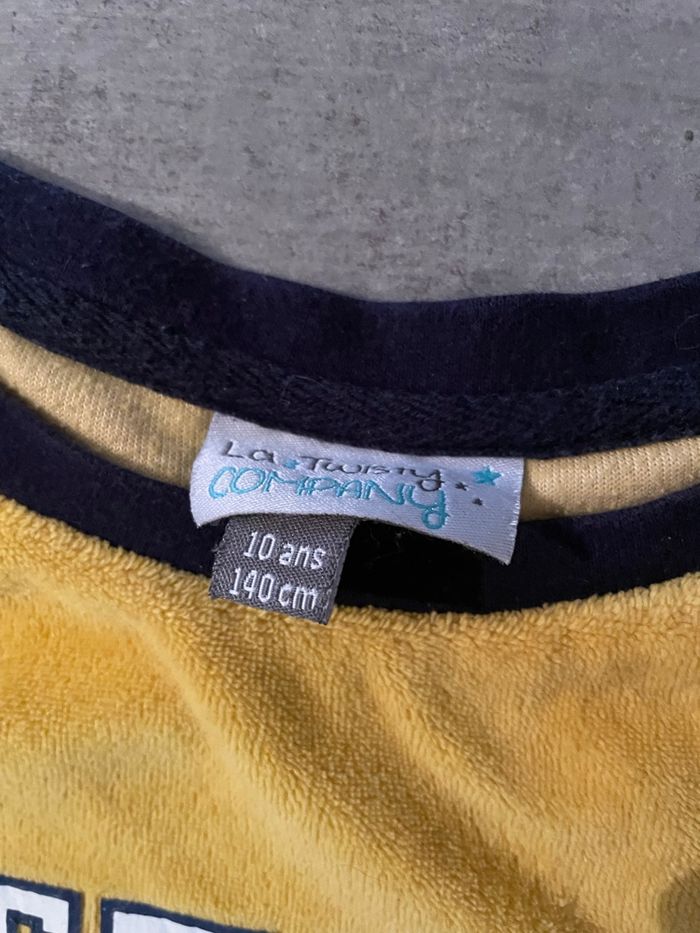 La Twisty
COMPANY
10 ans
140 cm